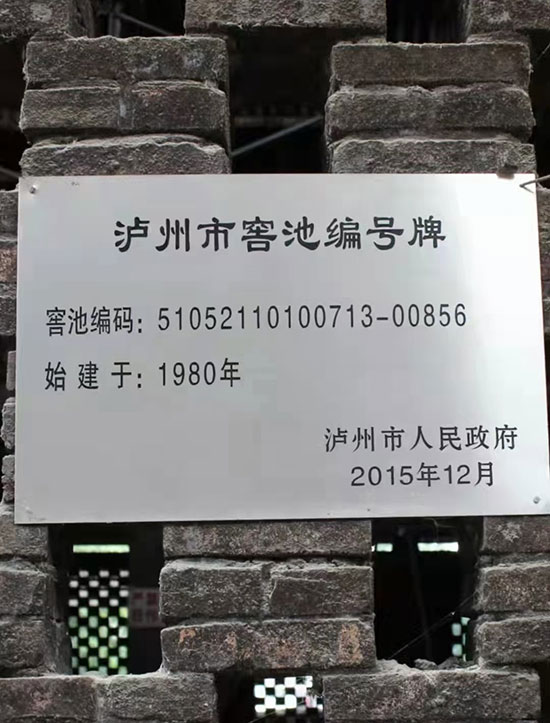 泸州市窖池编号牌
窖池编码：51052110100713-00856
始建于：1980年
泸州市人民政府
2015年12月